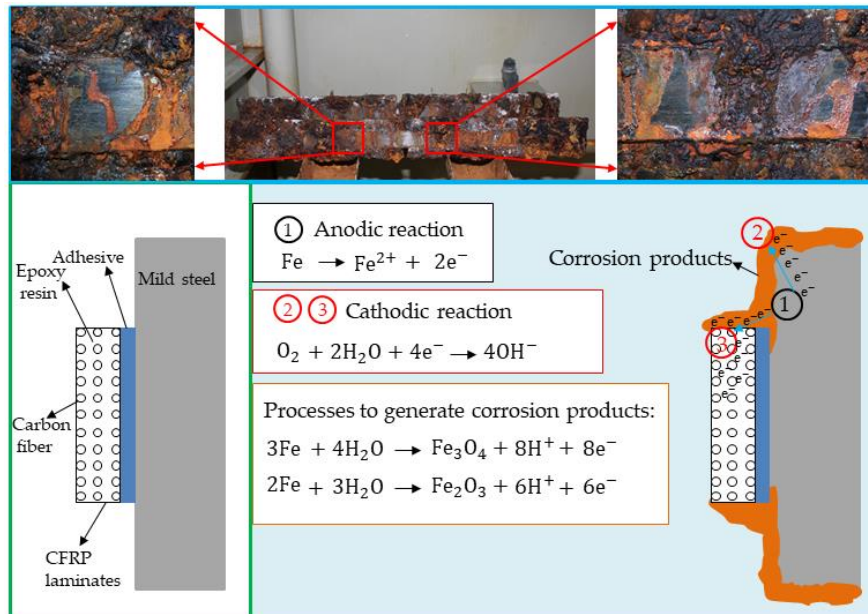 ① Anodic reaction
Fe → Fe²⁺ + 2e⁻
② ③ Cathodic reaction
O₂ + 2H₂O + 4e⁻ → 4OH⁻
Processes to generate corrosion products:
3Fe + 4H₂O → Fe₃O₄ + 8H⁺ + 8e⁻
2Fe + 3H₂O → Fe₂O₃ + 6H⁺ + 6e⁻
Adhesive
Epoxy
resin
Mild steel
Carbon
fiber
CFRP
laminates
Corrosion
products
②
e⁻
e⁻
e⁻
e⁻
e⁻
①
e⁻ e⁻ e⁻ e⁻
③
e⁻
e⁻
e⁻ e⁻
e⁻